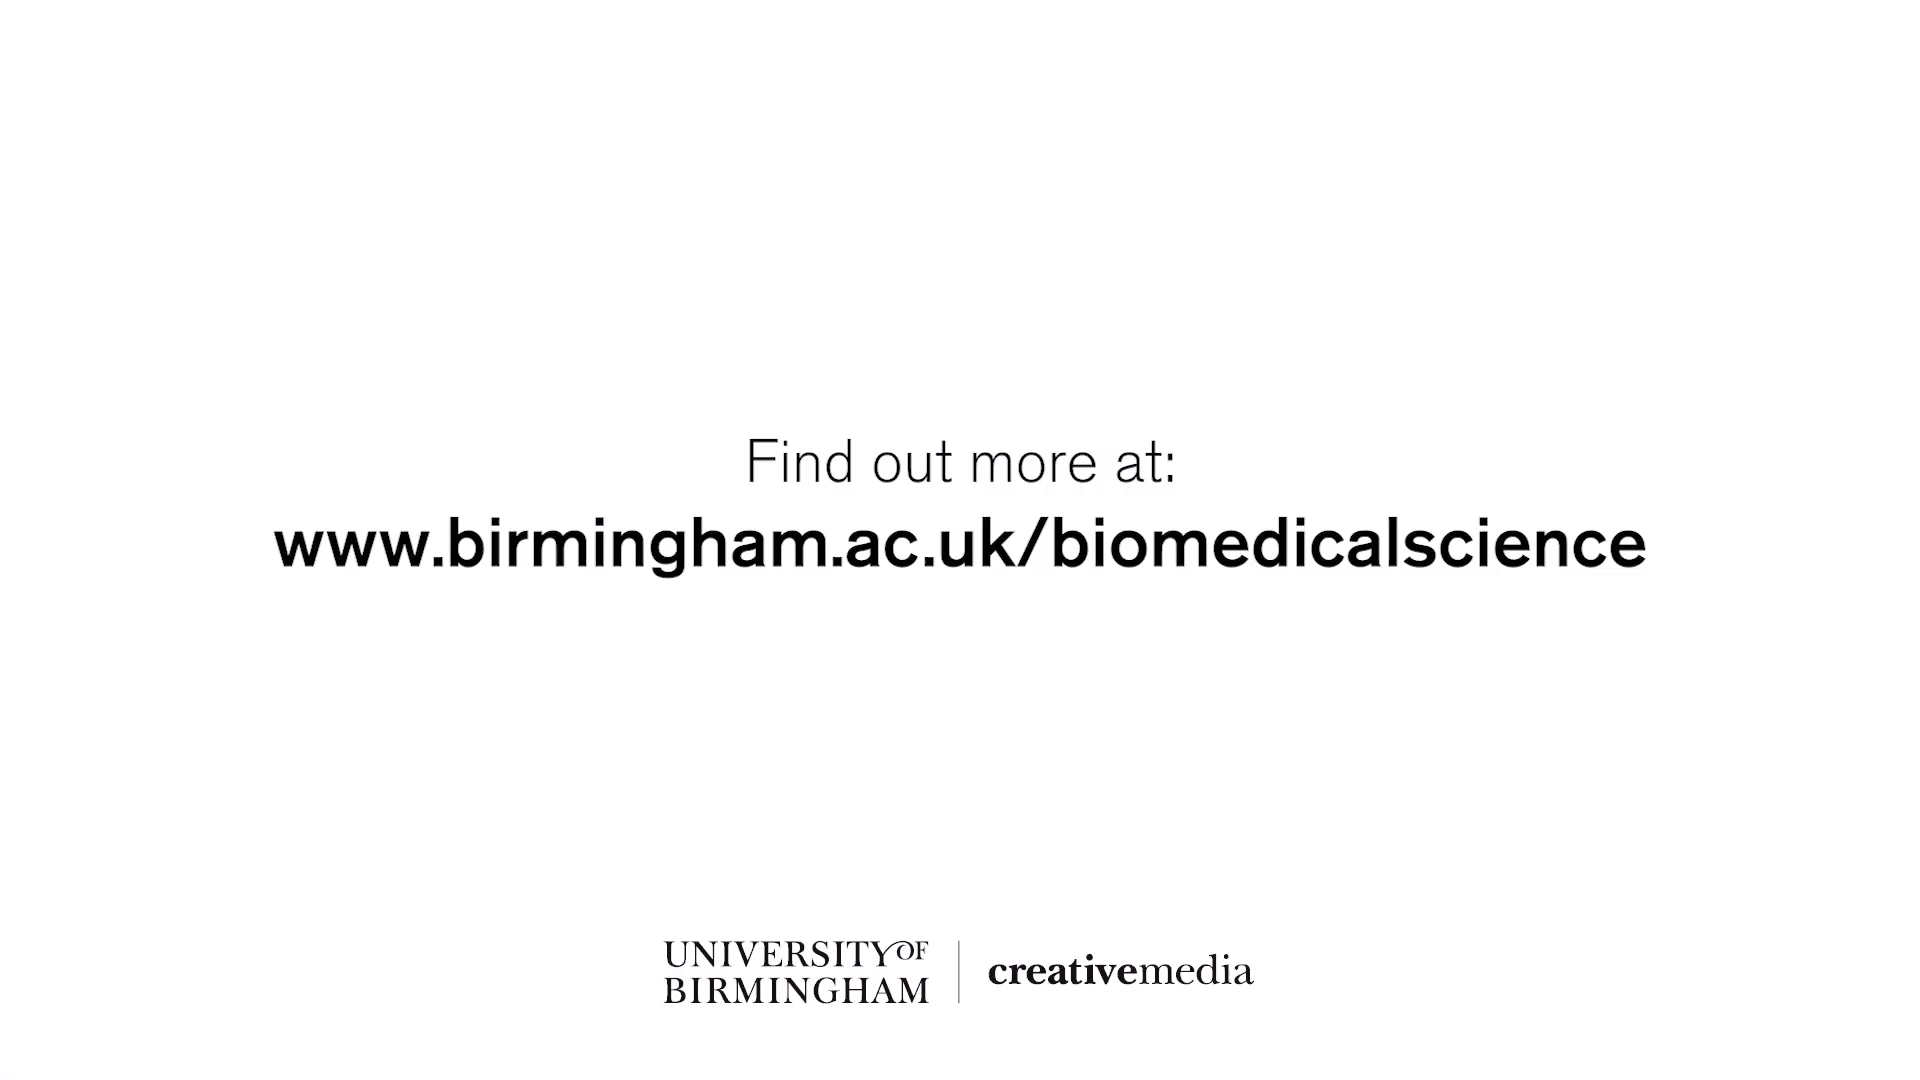 Find out more at:
www.birmingham.ac.uk/biomedicalscience
UNIVERSITY OF
BIRMINGHAM
creativemedia